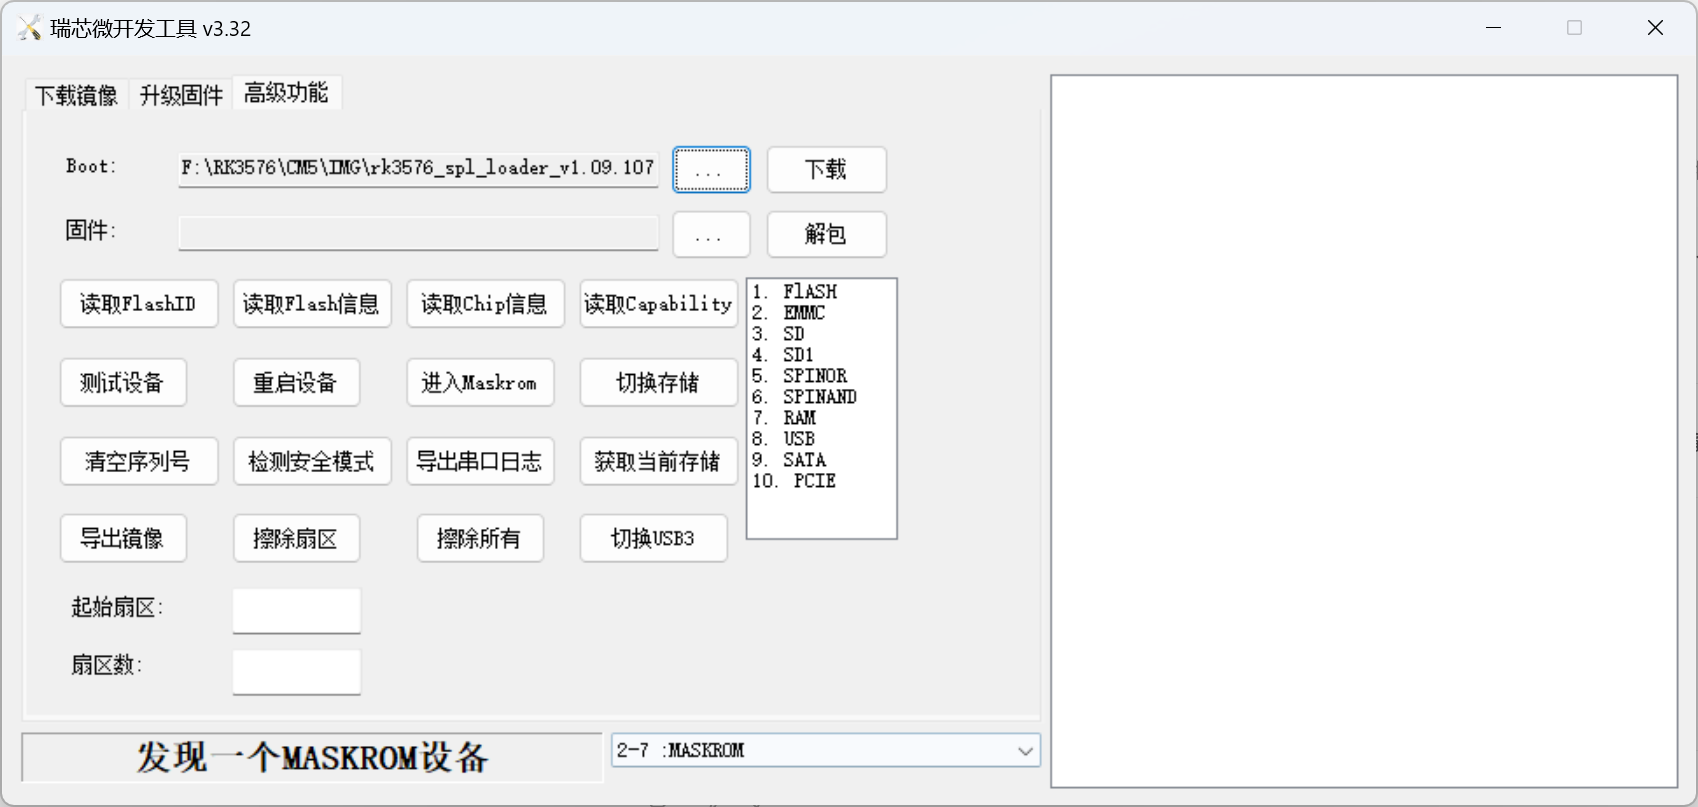 瑞芯微开发工具 v3.32
下载镜像 升级固件 高级功能
Boot: F:\RK3576\CM5\IMG\rk3576_spl_loader_v1.09.107 ... 下载
固件: ... 解包
读取FlashID 读取Flash信息 读取Chip信息 读取Capability
测试设备 重启设备 进入Maskrom 切换存储
清空序列号 检测安全模式 导出串口日志 获取当前存储
导出镜像 擦除扇区 擦除所有 切换USB3
1. FlASH
2. EMMC
3. SD
4. SD1
5. SPINOR
6. SPINAND
7. RAM
8. USB
9. SATA
10. PCIE
起始扇区:
扇区数:
发现一个MASKROM设备 2-7 :MASKROM